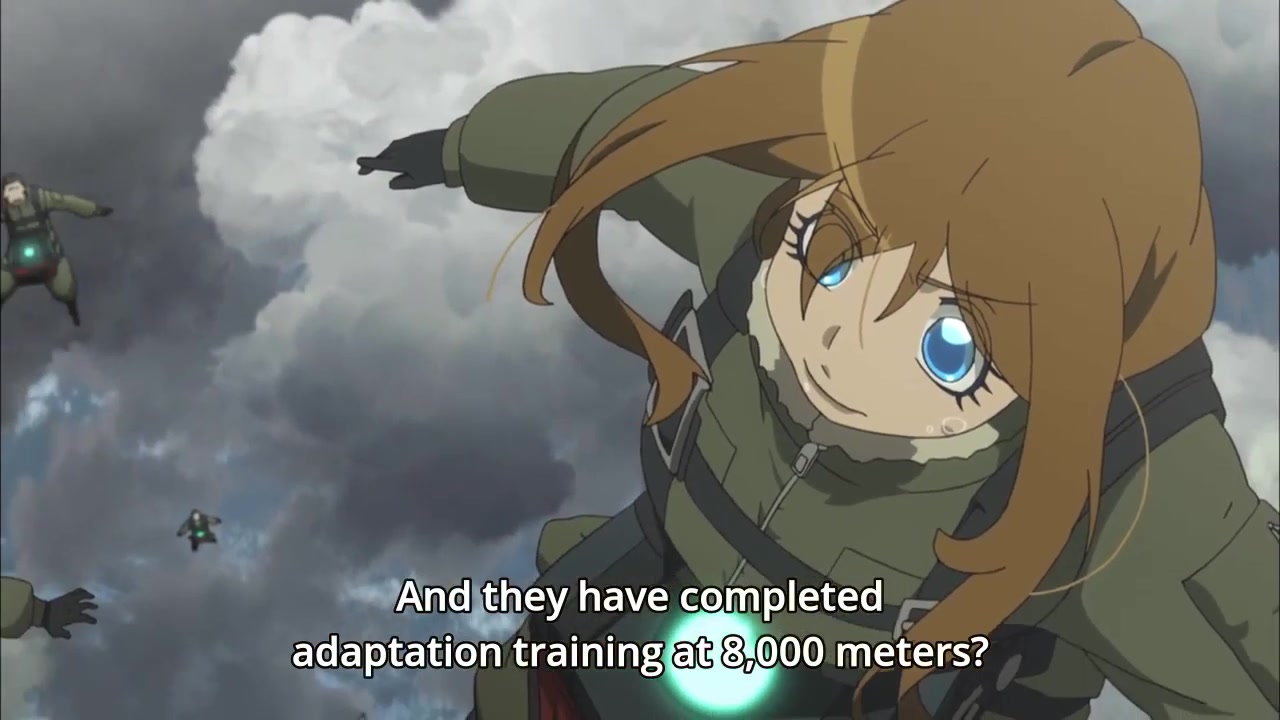 And they have completed
adaptation training at 8,000 meters?